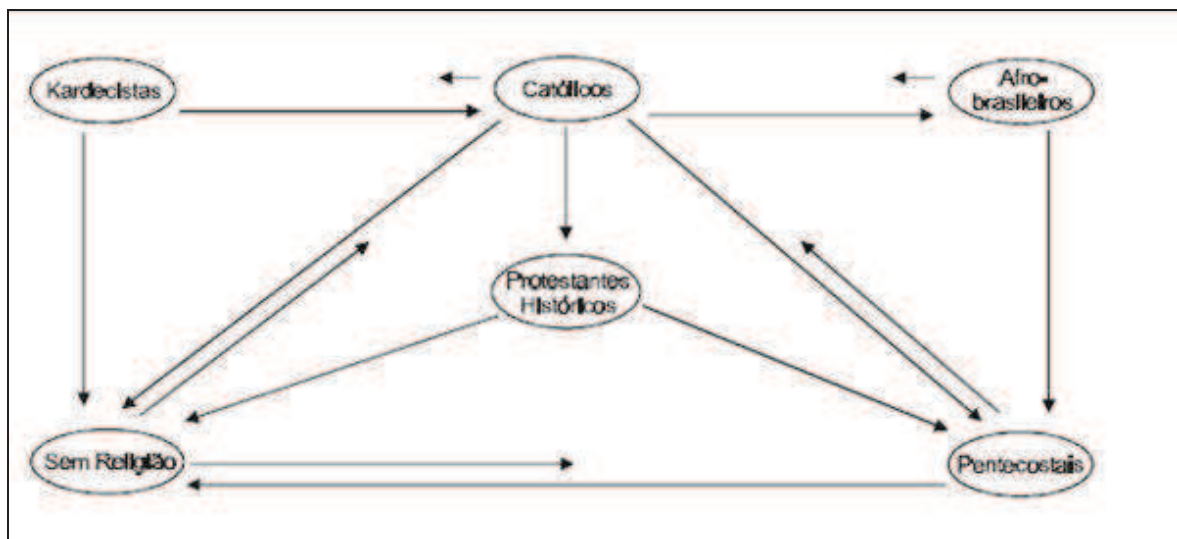 Kardecistas
Católicos
Afro-
brasileiros
Protestantes
Históricos
Sem Religião
Pentecostais